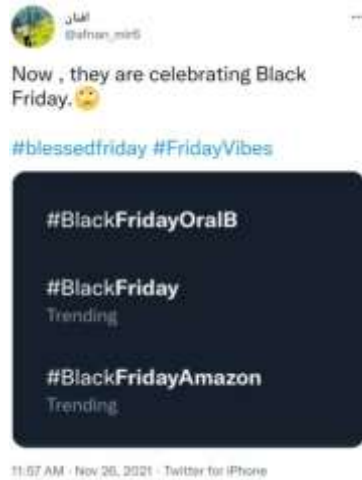 افنان
@afnan_mir5
Now , they are celebrating Black
Friday.🙄
#blessedfriday #FridayVibes
#BlackFridayOralB
#BlackFriday
Trending
#BlackFridayAmazon
Trending
11:57 AM · Nov 26, 2021 · Twitter for iPhone